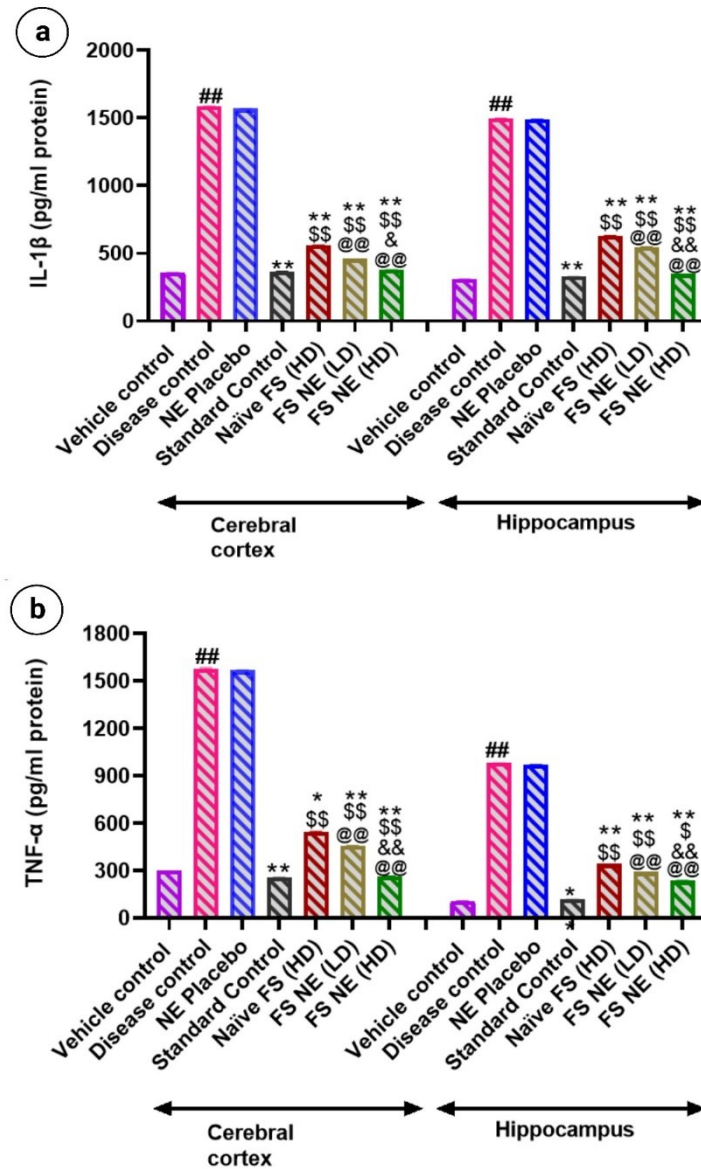 a
2000
1500
1000
500
0
IL-1β (pg/ml protein)
##
**
**
$$
**
$$
@@
**
$$
&
@@
##
**
**
$$
**
$$
@@
**
$$
&&
@@
Vehicle control
Disease control
NE Placebo
Standard Control
Naïve FS (HD)
FS NE (LD)
FS NE (HD)
Vehicle control
Disease control
NE Placebo
Standard Control
Naïve FS (HD)
FS NE (LD)
FS NE (HD)
Cerebral
cortex
Hippocampus
b
1800
1500
1200
900
600
300
0
TNF-α (pg/ml protein)
##
**
*
$$
**
$$
@@
**
$$
&&
@@
##
*
*
**
$$
**
$$
@@
**
$
&&
@@
Vehicle control
Disease control
NE Placebo
Standard Control
Naïve FS (HD)
FS NE (LD)
FS NE (HD)
Vehicle control
Disease control
NE Placebo
Standard Control
Naïve FS (HD)
FS NE (LD)
FS NE (HD)
Cerebral
cortex
Hippocampus